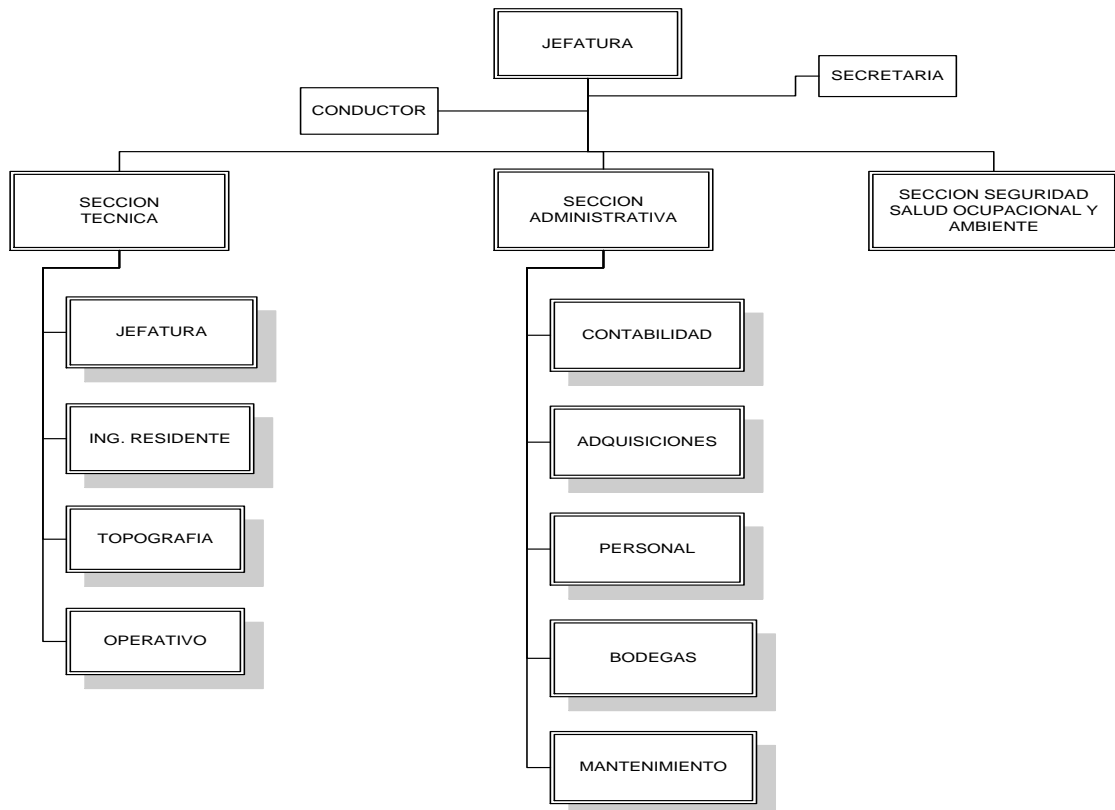 JEFATURA
SECRETARIA
CONDUCTOR
SECCION
TECNICA
SECCION
ADMINISTRATIVA
SECCION SEGURIDAD
SALUD OCUPACIONAL Y
AMBIENTE
JEFATURA
ING. RESIDENTE
TOPOGRAFIA
OPERATIVO
CONTABILIDAD
ADQUISICIONES
PERSONAL
BODEGAS
MANTENIMIENTO